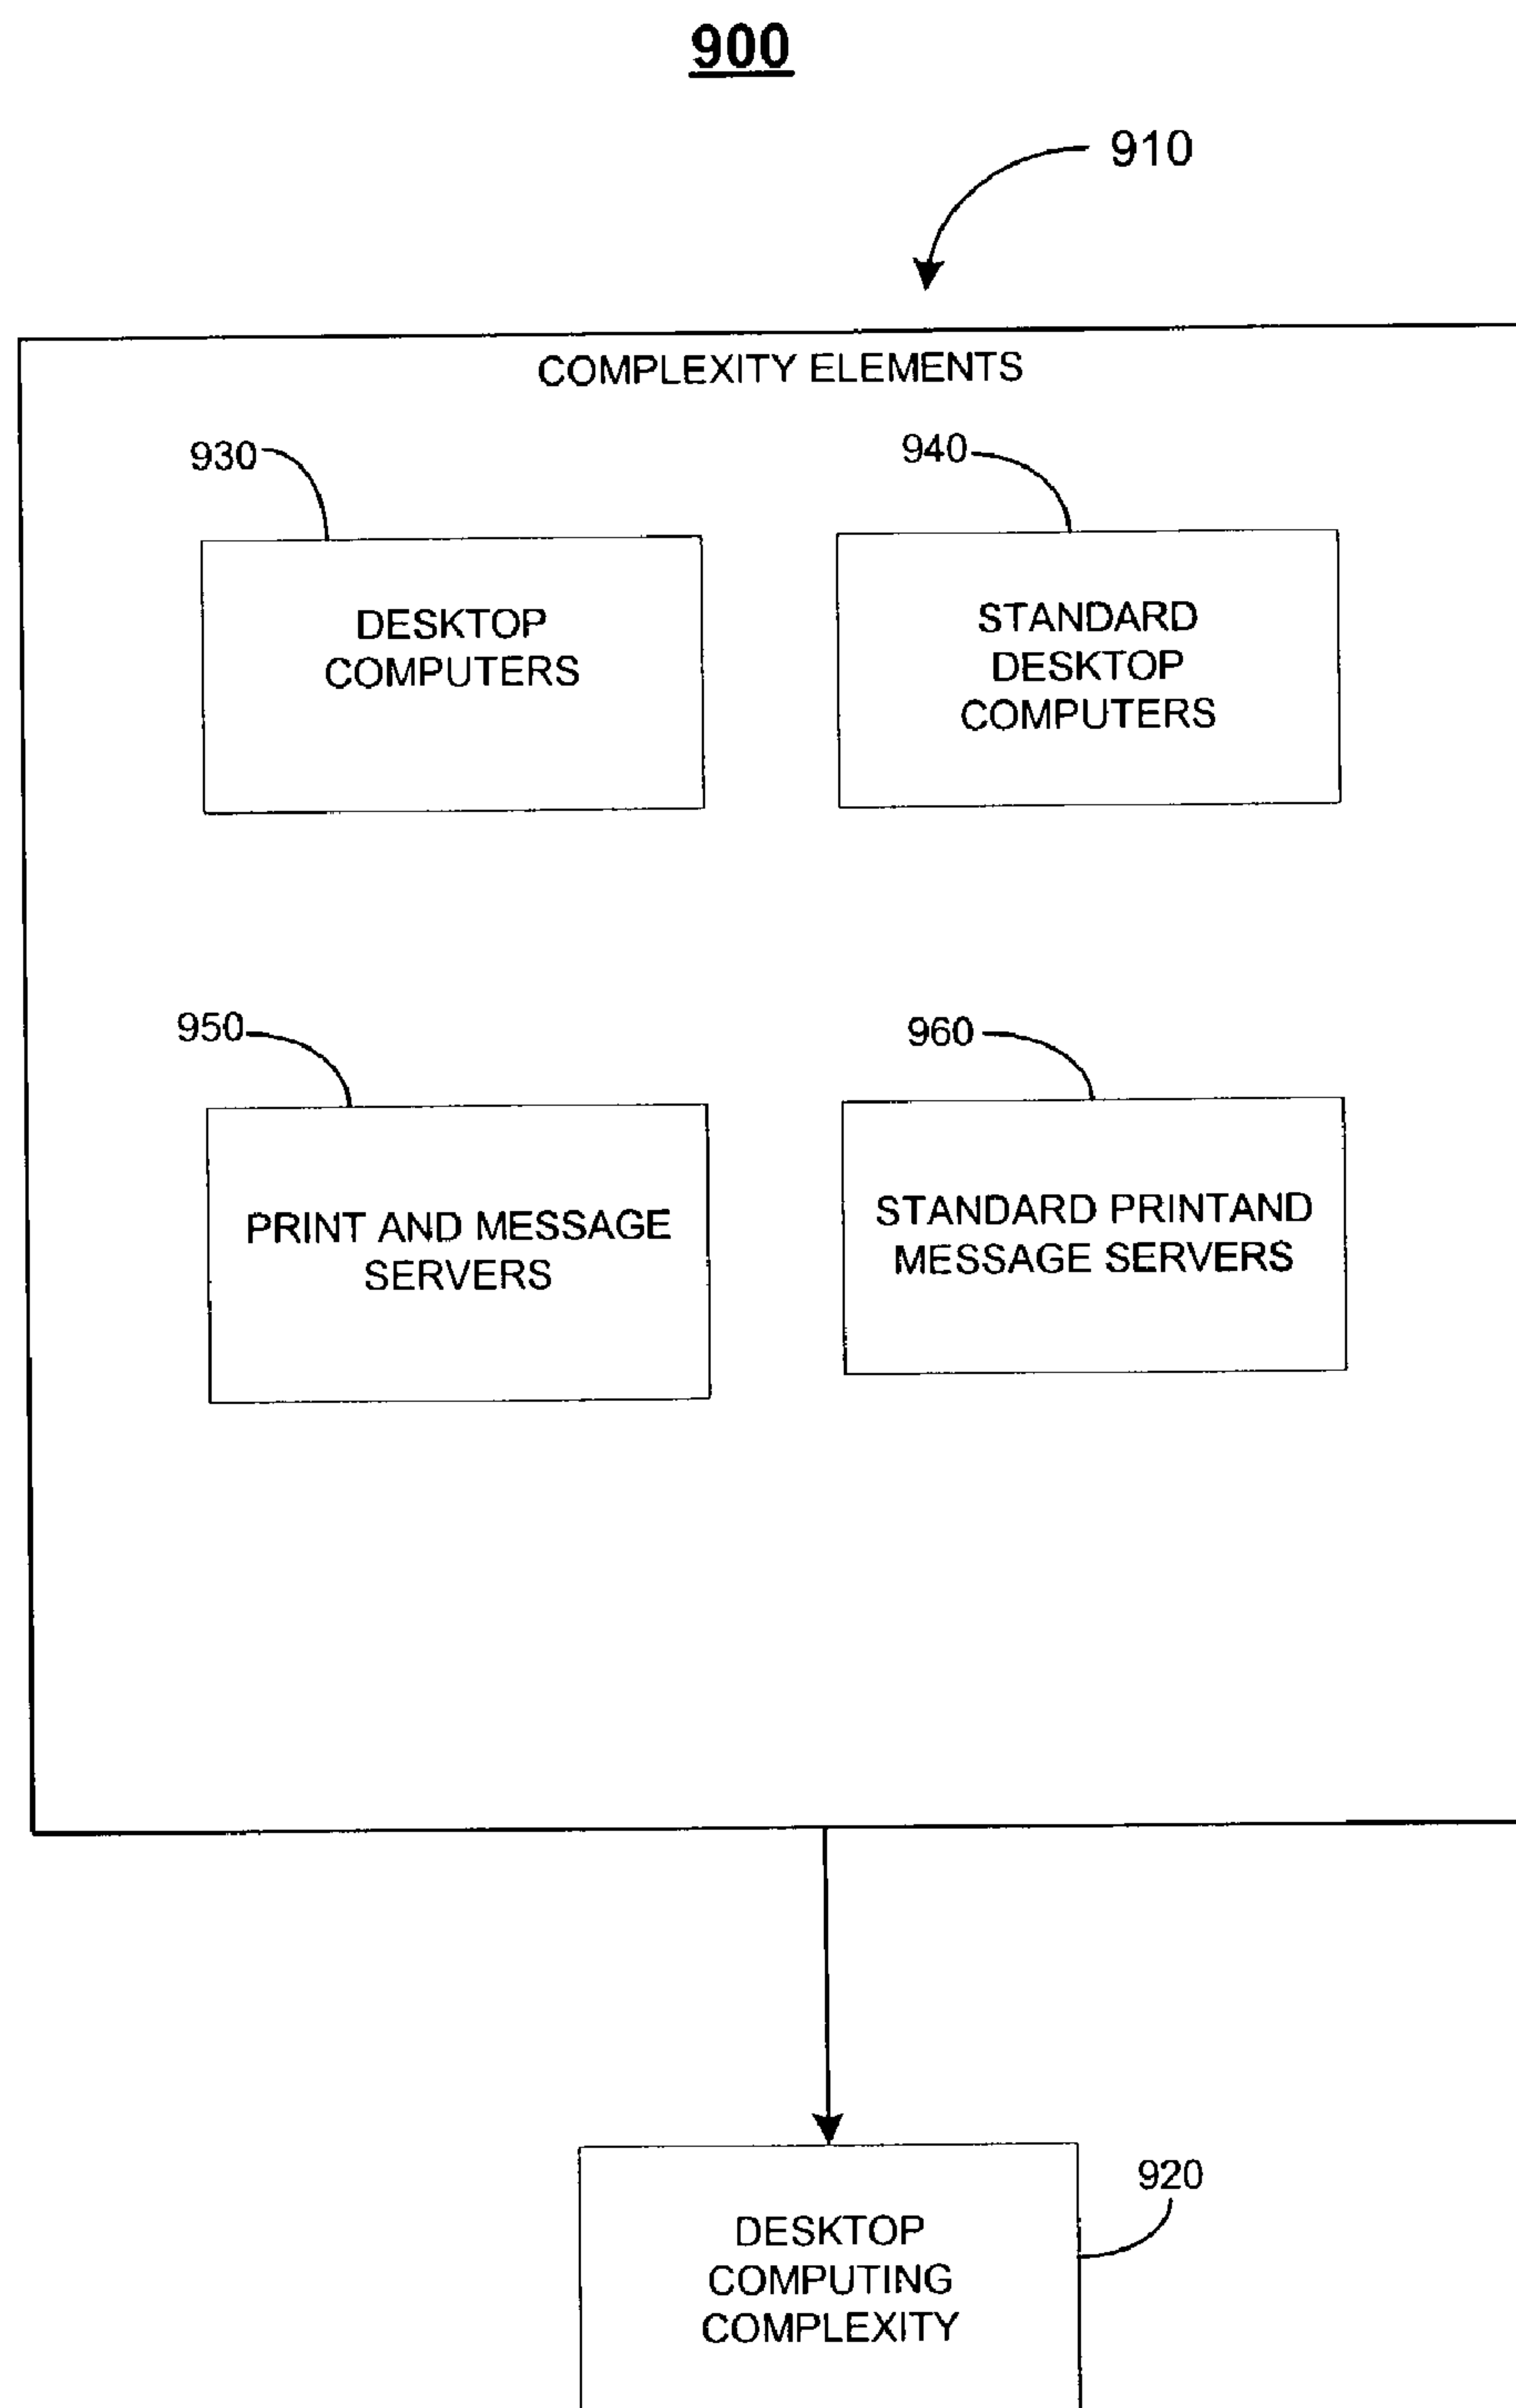 900
910
COMPLEXITY ELEMENTS
930
940
DESKTOP
COMPUTERS
STANDARD
DESKTOP
COMPUTERS
950
960
PRINT AND MESSAGE
SERVERS
STANDARD PRINTAND
MESSAGE SERVERS
920
DESKTOP
COMPUTING
COMPLEXITY